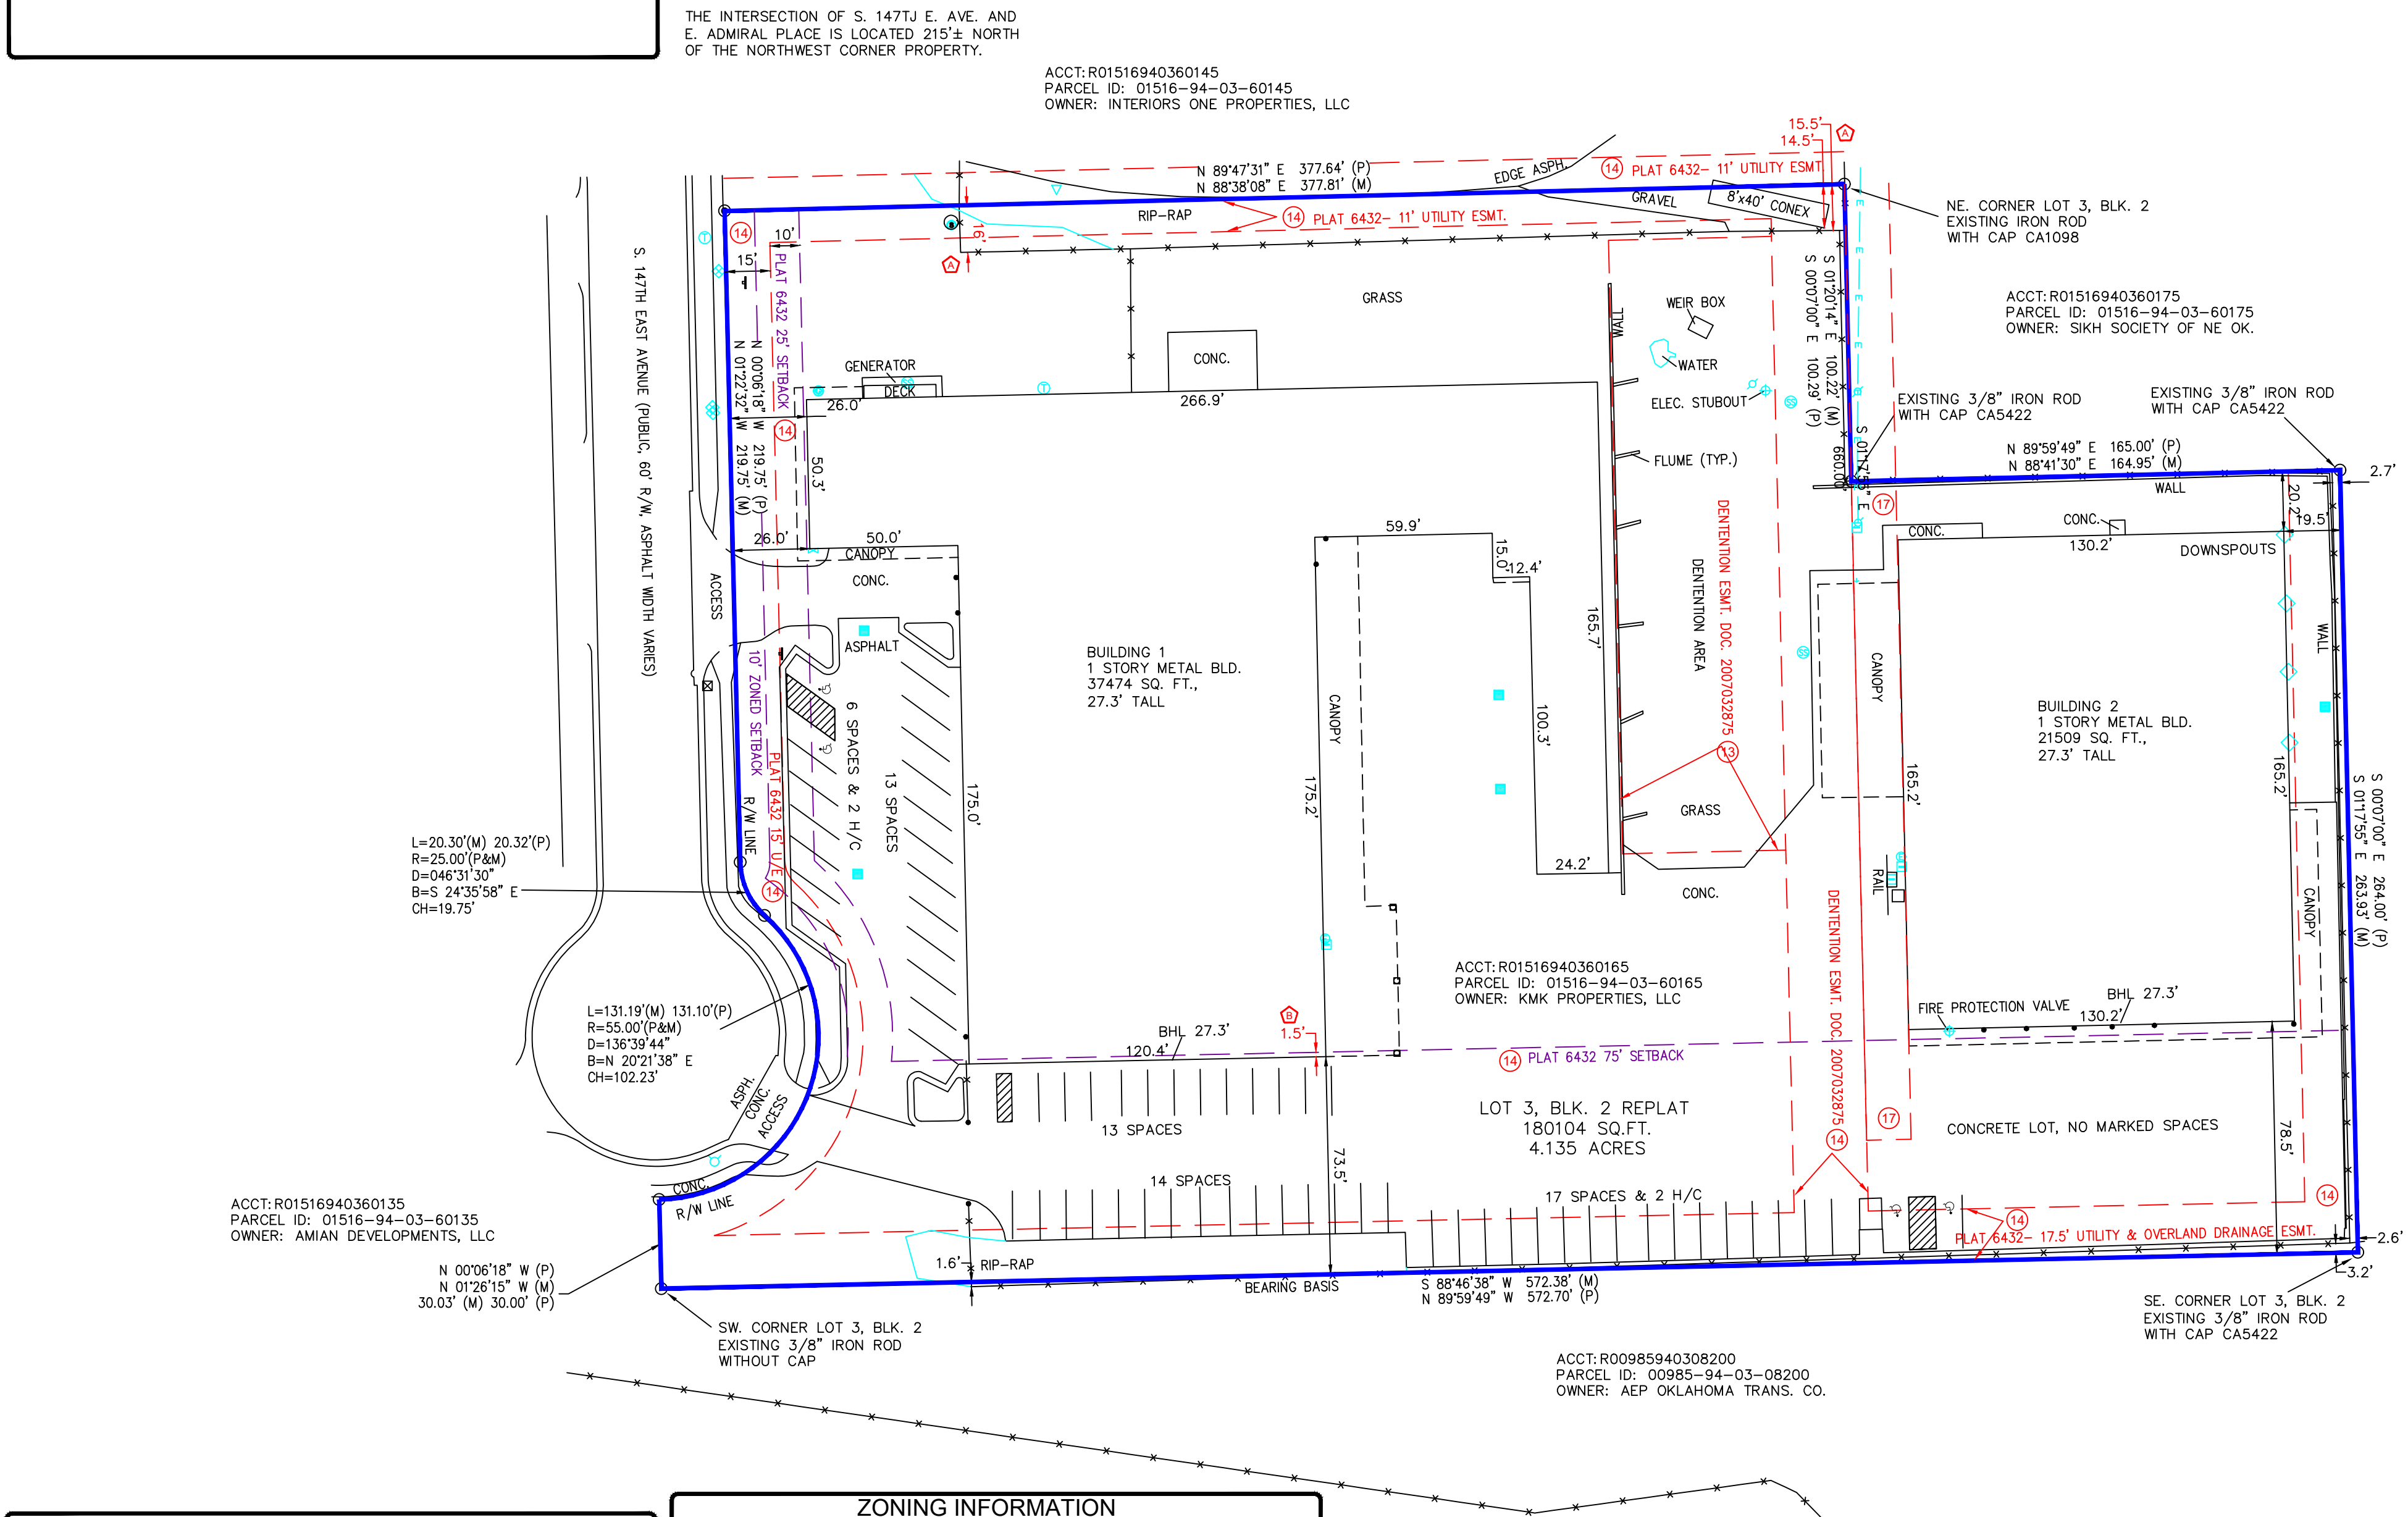 THE INTERSECTION OF S. 147TJ E. AVE. AND
E. ADMIRAL PLACE IS LOCATED 215'± NORTH
OF THE NORTHWEST CORNER PROPERTY.
ACCT: R01516940360145
PARCEL ID: 01516-94-03-60145
OWNER: INTERIORS ONE PROPERTIES, LLC
15.5'
14.5'
A
N 89°47'31" E 377.64' (P)
N 88°38'08" E 377.81' (M)
EDGE ASPH.
14 PLAT 6432- 11' UTILITY ESMT.
RIP-RAP
14 PLAT 6432- 11' UTILITY ESMT.
GRAVEL
8'x40' CONEX
NE. CORNER LOT 3, BLK. 2
EXISTING IRON ROD
WITH CAP CA1098
14
10'
15'
16'
A
T
S. 147TH EAST AVENUE (PUBLIC, 60' R/W, ASPHALT WIDTH VARIES)
PLAT 6432 25' SETBACK
N 00°06'18" W 219.75' (P)
N 01°22'32" W 219.75' (M)
GRASS
WALL
WEIR BOX
WATER
S 01°20'14" E 100.22' (M)
S 00°07'00" E 100.29' (P)
E
E
E
E
E
ACCT: R01516940360175
PARCEL ID: 01516-94-03-60175
OWNER: SIKH SOCIETY OF NE OK.
GENERATOR
DECK
CONC.
T
26.0'
266.9'
ELEC. STUBOUT
SS
14
EXISTING 3/8" IRON ROD
WITH CAP CA5422
EXISTING 3/8" IRON ROD
WITH CAP CA5422
N 89°59'49" E 165.00' (P)
N 88°41'30" E 164.95' (M)
2.7'
50.3'
FLUME (TYP.)
S 01°17'55" E
660.00'
WALL
17
20.2'
19.5'
26.0'
50.0'
CANOPY
CONC.
59.9'
15.0'
12.4'
DENTENTION ESMT. DOC. 2007032875
DENTENTION AREA
CONC.
CONC.
130.2'
DOWNSPOUTS
ACCESS
ASPHALT
165.7'
BUILDING 1
1 STORY METAL BLD.
37474 SQ. FT.,
27.3' TALL
SS
CANOPY
WALL
10' ZONED SETBACK
6 SPACES & 2 H/C
13 SPACES
CANOPY
100.3'
13
BUILDING 2
1 STORY METAL BLD.
21509 SQ. FT.,
27.3' TALL
PLAT 6432 15' U/E
R/W LINE
175.0'
175.2'
165.2'
165.2'
S 00°07'00" E 264.00' (P)
S 01°17'55" E 263.93' (M)
GRASS
L=20.30'(M) 20.32'(P)
R=25.00'(P&M)
D=046°31'30"
B=S 24°35'58" E
CH=19.75'
14
24.2'
CONC.
RAIL
CANOPY
DENTENTION ESMT. DOC. 2007032875
ACCT: R01516940360165
PARCEL ID: 01516-94-03-60165
OWNER: KMK PROPERTIES, LLC
L=131.19'(M) 131.10'(P)
R=55.00'(P&M)
D=136°39'44"
B=N 20°21'38" E
CH=102.23'
B
1.5'
BHL 27.3'
120.4'
FIRE PROTECTION VALVE
BHL 27.3'
130.2'
14 PLAT 6432 75' SETBACK
ASPH.
CONC.
ACCESS
LOT 3, BLK. 2 REPLAT
180104 SQ.FT.
4.135 ACRES
17
14
CONCRETE LOT, NO MARKED SPACES
78.5'
13 SPACES
73.5'
14 SPACES
17 SPACES & 2 H/C
CONC.
R/W LINE
14
14
PLAT 6432- 17.5' UTILITY & OVERLAND DRAINAGE ESMT.
2.6'
3.2'
ACCT: R01516940360135
PARCEL ID: 01516-94-03-60135
OWNER: AMIAN DEVELOPMENTS, LLC
1.6'
RIP-RAP
N 00°06'18" W (P)
N 01°26'15" W (M)
30.03' (M) 30.00' (P)
BEARING BASIS
S 88°46'38" W 572.38' (M)
N 89°59'49" W 572.70' (P)
SW. CORNER LOT 3, BLK. 2
EXISTING 3/8" IRON ROD
WITHOUT CAP
SE. CORNER LOT 3, BLK. 2
EXISTING 3/8" IRON ROD
WITH CAP CA5422
ACCT: R00985940308200
PARCEL ID: 00985-94-03-08200
OWNER: AEP OKLAHOMA TRANS. CO.
ZONING INFORMATION